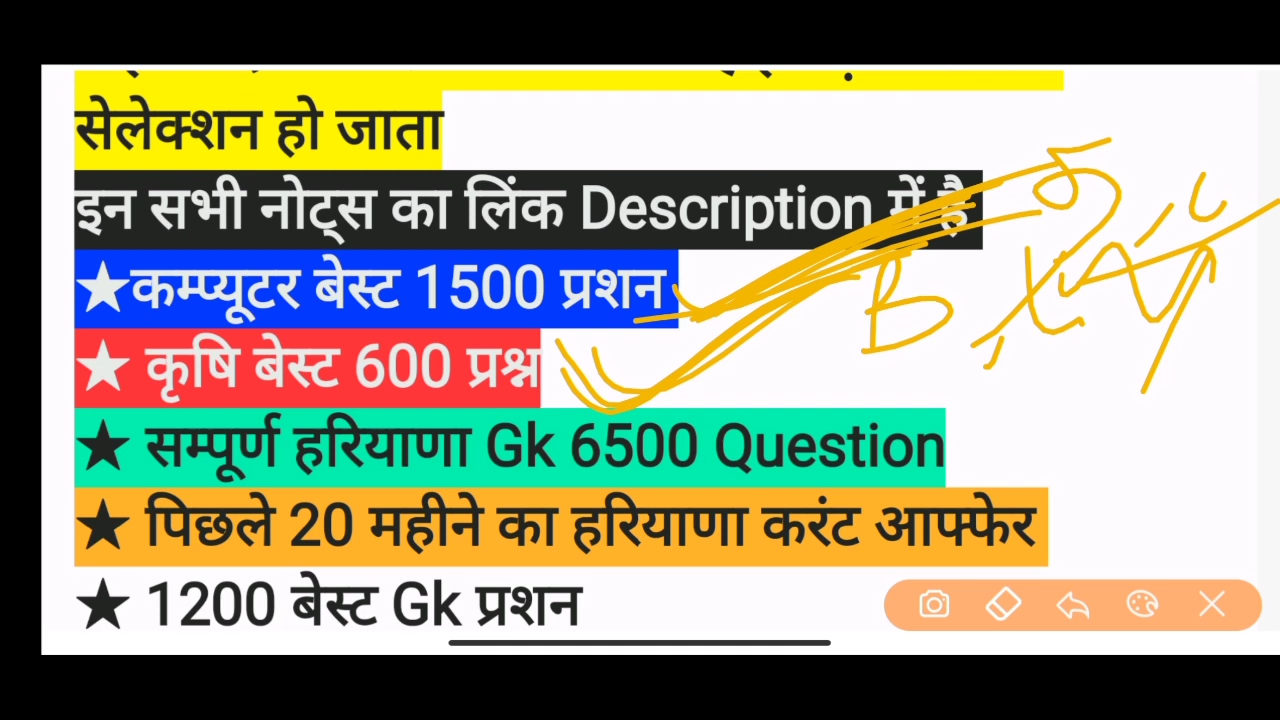 सेलेक्शन हो जाता
इन सभी नोट्स का लिंक Description में है
★कम्प्यूटर बेस्ट 1500 प्रशन
★ कृषि बेस्ट 600 प्रश्न
★ सम्पूर्ण हरियाणा Gk 6500 Question
★ पिछले 20 महीने का हरियाणा करंट आफ्फेर
★ 1200 बेस्ट Gk प्रशन